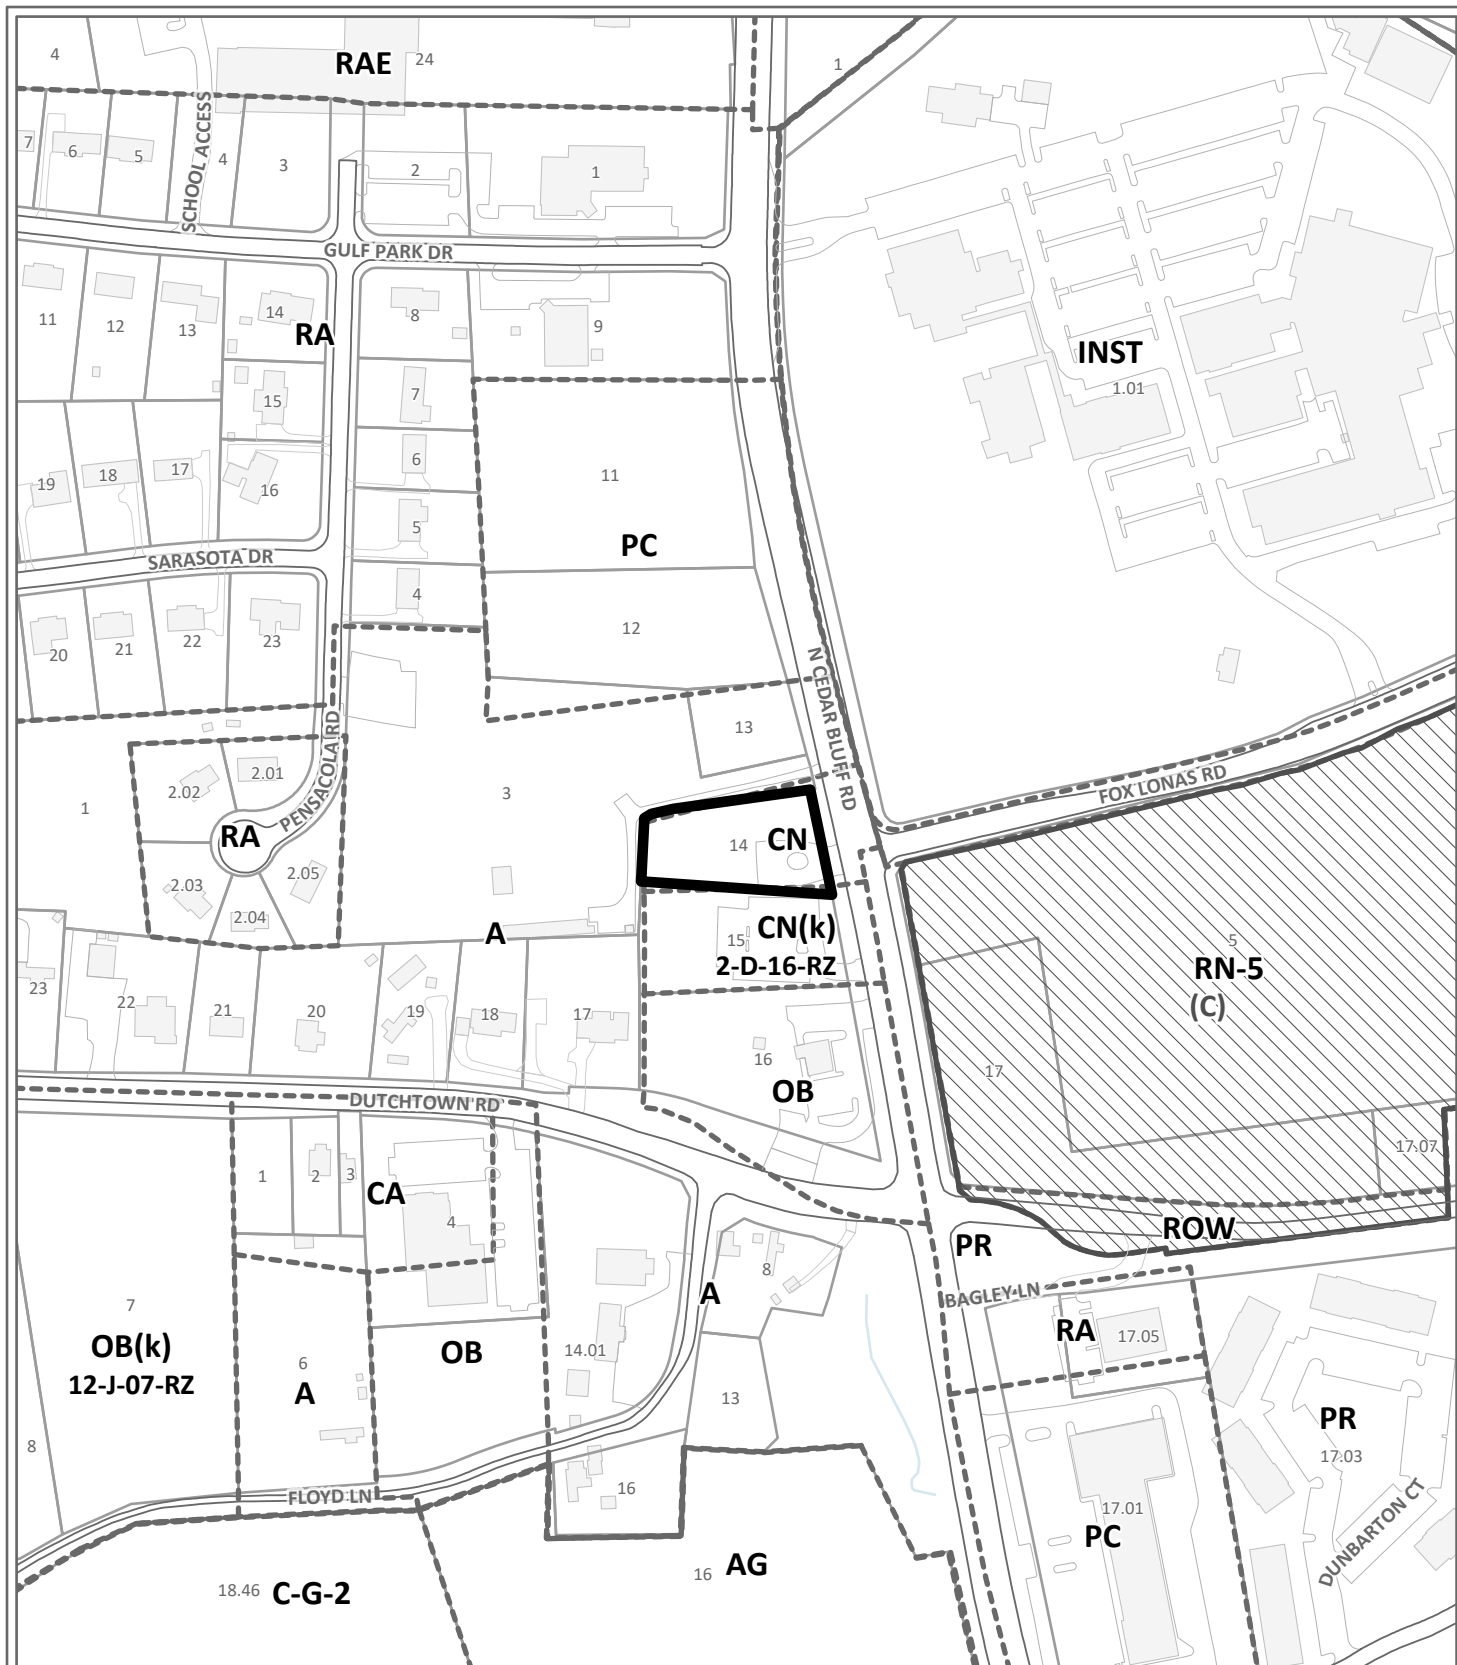 4
RAE
24
1
7
6
5
SCHOOL ACCESS
4
3
2
1
GULF PARK DR
11
12
13
14
RA
8
9
INST
1.01
15
7
19
18
17
16
6
11
5
PC
SARASOTA DR
4
20
21
22
23
12
N CEDAR BLUFF RD
13
2.02
2.01
PENSACOLA RD
1
3
FOX LONAS RD
RA
14
CN
2.03
2.05
2.04
A
15
CN(k)
2-D-16-RZ
5
RN-5
(C)
23
22
21
20
19
18
17
16
OB
17
DUTCHTOWN RD
17.07
1
2
3
CA
4
PR
ROW
8
A
BAGLEY LN
7
OB(k)
12-J-07-RZ
6
A
OB
14.01
RA
17.05
13
PR
17.03
8
FLOYD LN
16
17.01
PC
DUNBARTON CT
18.46
C-G-2
16
AG